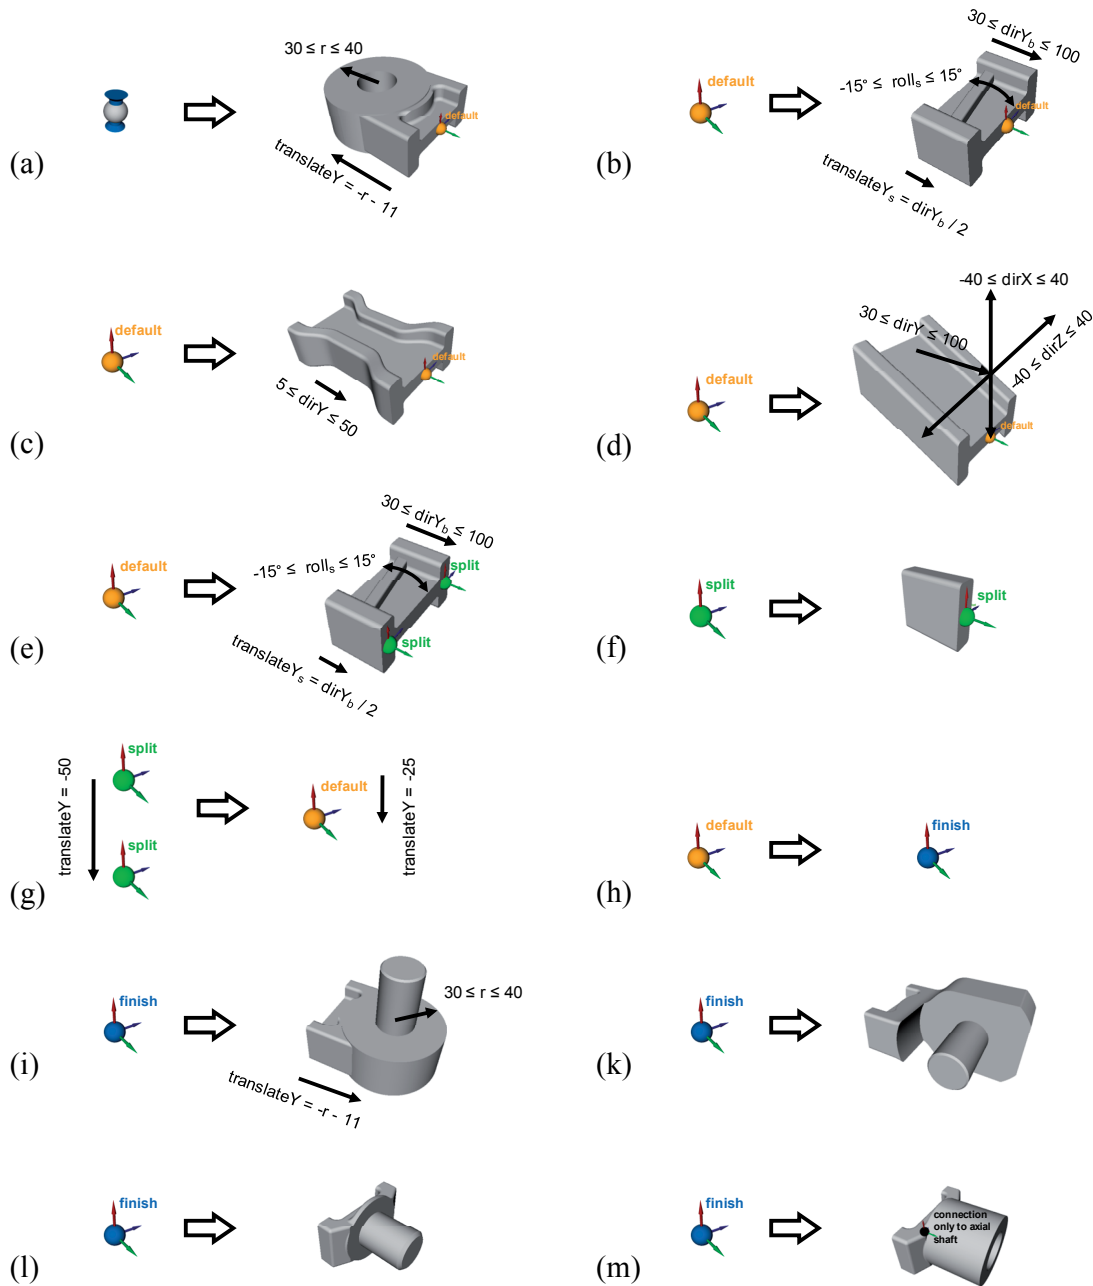 30 ≤ r ≤ 40
default
translateY = -r - 11
(a)
30 ≤ dirY_b ≤ 100
-15° ≤ roll_s ≤ 15°
default
default
translateY_s = dirY_b / 2
(b)
default
default
5 ≤ dirY ≤ 50
(c)
-40 ≤ dirX ≤ 40
30 ≤ dirY ≤ 100
-40 ≤ dirZ ≤ 40
default
default
(d)
30 ≤ dirY_b ≤ 100
-15° ≤ roll_s ≤ 15°
default
split
split
translateY_s = dirY_b / 2
(e)
split
split
(f)
translateY = -50
split
split
default
translateY = -25
(g)
default
finish
(h)
finish
30 ≤ r ≤ 40
translateY = -r - 11
(i)
finish
(k)
finish
(l)
finish
connection
only to axial
shaft
(m)